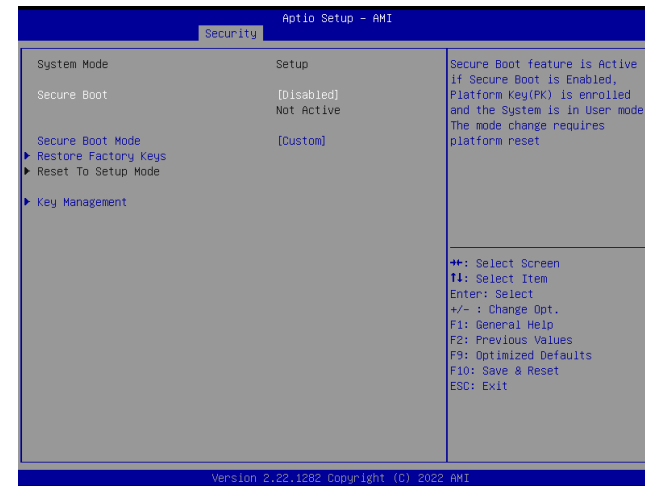 Aptio Setup – AMI
Security
System Mode Setup
Secure Boot [Disabled]
Not Active
Secure Boot Mode [Custom]
Restore Factory Keys
Reset To Setup Mode
Key Management
Secure Boot feature is Active
if Secure Boot is Enabled,
Platform Key(PK) is enrolled
and the System is in User mode
The mode change requires
platform reset
→←: Select Screen
↑↓: Select Item
Enter: Select
+/- : Change Opt.
F1: General Help
F2: Previous Values
F9: Optimized Defaults
F10: Save & Reset
ESC: Exit
Version 2.22.1282 Copyright (C) 2022 AMI